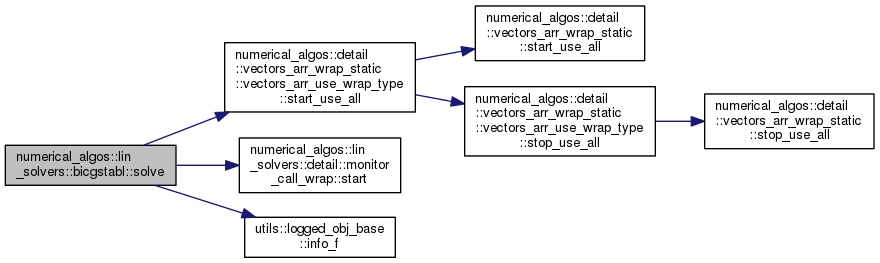 numerical_algos::lin
_solvers::bicgstabl::solve
numerical_algos::detail
::vectors_arr_wrap_static
::vectors_arr_use_wrap_type
::start_use_all
numerical_algos::lin
_solvers::detail::monitor
_call_wrap::start
utils::logged_obj_base
::info_f
numerical_algos::detail
::vectors_arr_wrap_static
::start_use_all
numerical_algos::detail
::vectors_arr_wrap_static
::vectors_arr_use_wrap_type
::stop_use_all
numerical_algos::detail
::vectors_arr_wrap_static
::stop_use_all